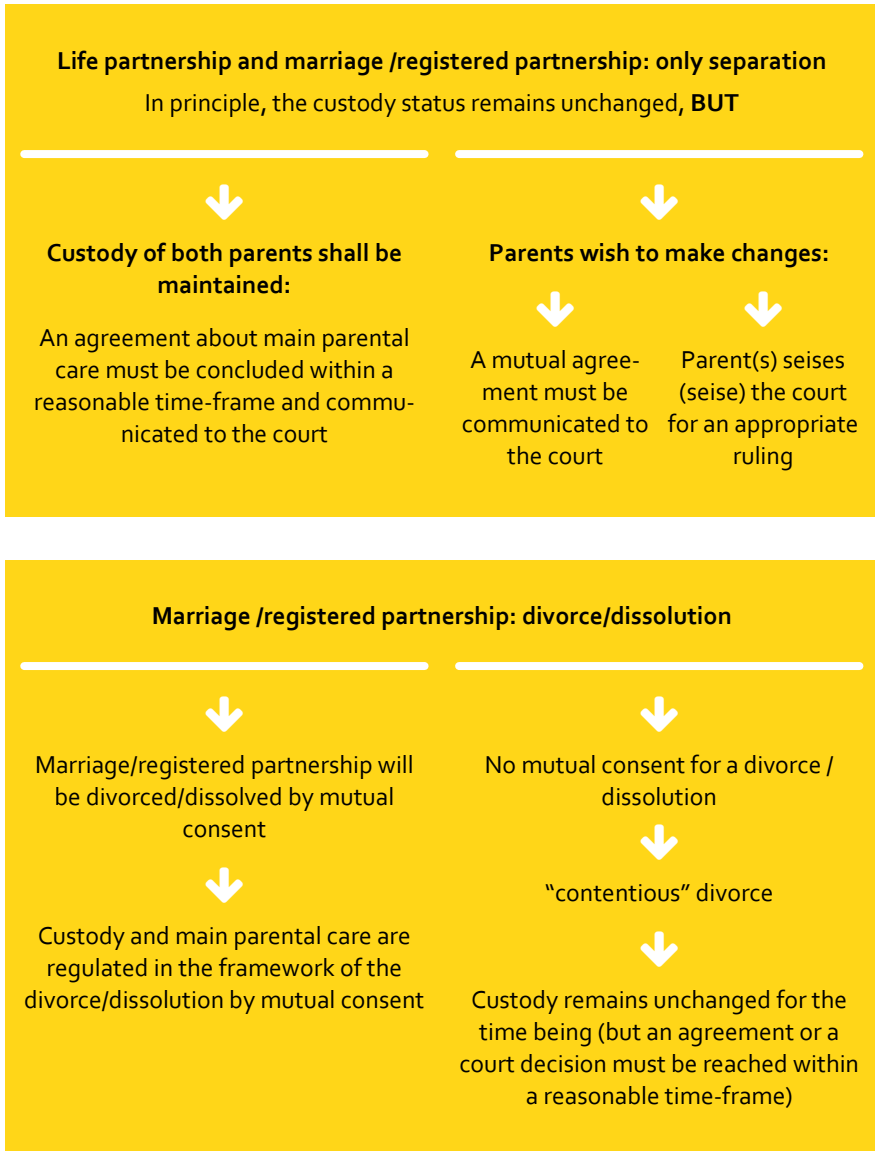 Life partnership and marriage /registered partnership: only separation
In principle, the custody status remains unchanged, BUT
Custody of both parents shall be
maintained:
An agreement about main parental
care must be concluded within a
reasonable time-frame and commu-
nicated to the court
Parents wish to make changes:
A mutual agree-
ment must be
communicated to
the court
Parent(s) seises
(seise) the court
for an appropriate
ruling
Marriage /registered partnership: divorce/dissolution
Marriage/registered partnership will
be divorced/dissolved by mutual
consent
Custody and main parental care are
regulated in the framework of the
divorce/dissolution by mutual consent
No mutual consent for a divorce /
dissolution
“contentious” divorce
Custody remains unchanged for the
time being (but an agreement or a
court decision must be reached within
a reasonable time-frame)